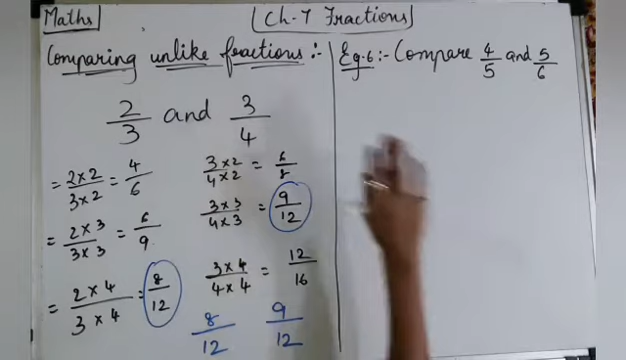 Maths
Ch-7 Fractions
Comparing unlike fractions :-
2/3 and 3/4
= 2×2/3×2 = 4/6
= 2×3/3×3 = 6/9
= 2×4/3×4 = 8/12
3×2/4×2 = 6/8
3×3/4×3 = 9/12
3×4/4×4 = 12/16
8/12 9/12
Eg.6:- Compare 4/5 and 5/6